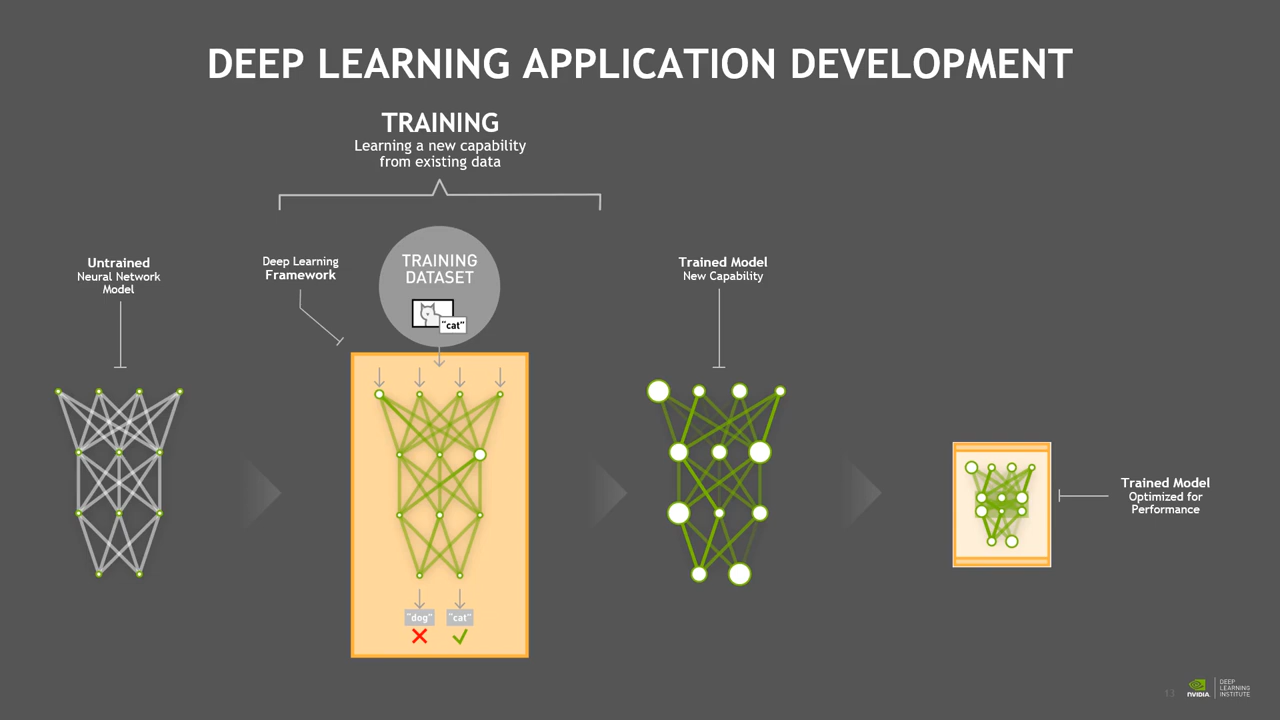 DEEP LEARNING APPLICATION DEVELOPMENT
TRAINING
Learning a new capability
from existing data
Untrained
Neural Network
Model
Deep Learning
Framework
TRAINING
DATASET
"cat"
Trained Model
New Capability
"dog"
"cat"
Trained Model
Optimized for
Performance
13
NVIDIA.
DEEP
LEARNING
INSTITUTE